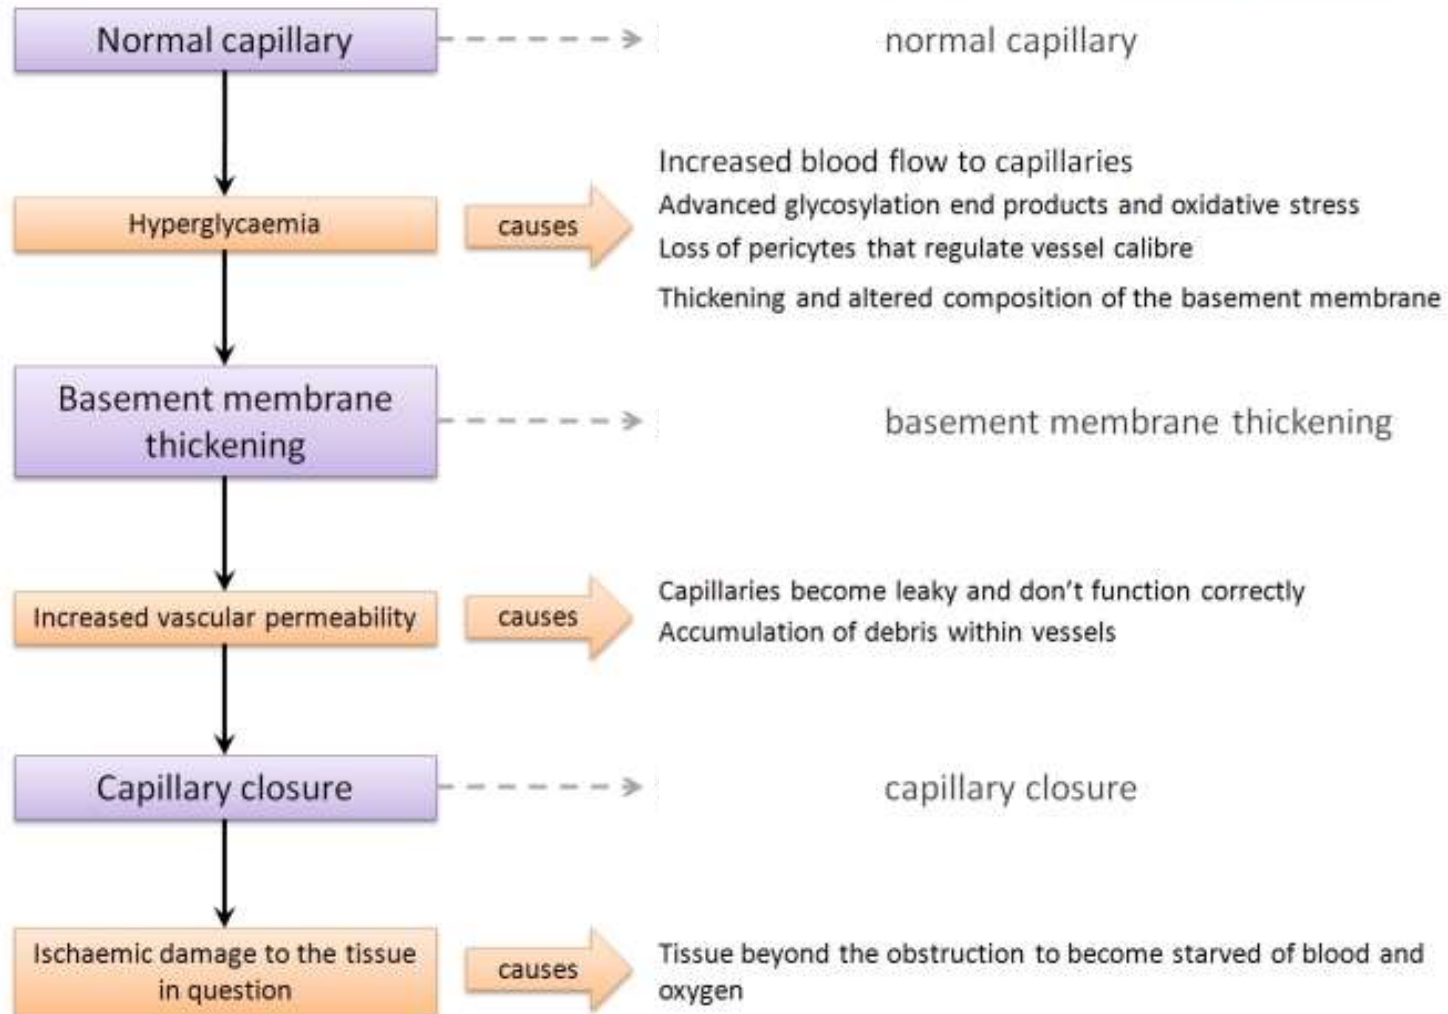 Normal capillary
normal capillary
Hyperglycaemia
causes
Increased blood flow to capillaries
Advanced glycosylation end products and oxidative stress
Loss of pericytes that regulate vessel calibre
Thickening and altered composition of the basement membrane
Basement membrane
thickening
basement membrane thickening
Increased vascular permeability
causes
Capillaries become leaky and don’t function correctly
Accumulation of debris within vessels
Capillary closure
capillary closure
Ischaemic damage to the tissue
in question
causes
Tissue beyond the obstruction to become starved of blood and
oxygen